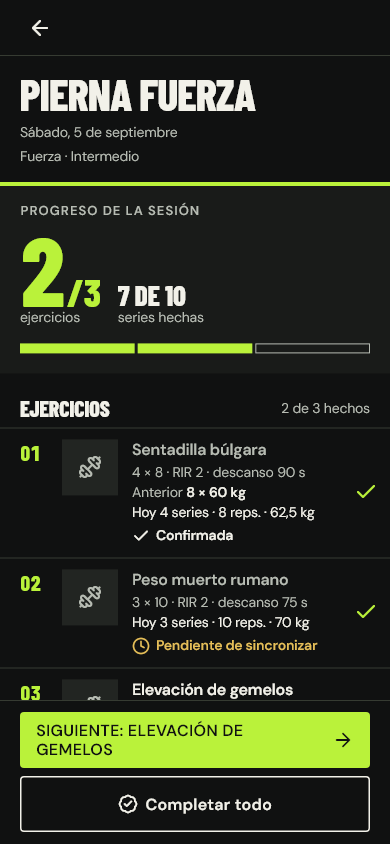 PIERNA FUERZA
Sábado, 5 de septiembre
Fuerza · Intermedio
PROGRESO DE LA SESIÓN
2/3
ejercicios
7 DE 10
series hechas
EJERCICIOS
2 de 3 hechos
01
Sentadilla búlgara
4 × 8 · RIR 2 · descanso 90 s
Anterior 8 × 60 kg
Hoy 4 series · 8 reps. · 62,5 kg
Confirmada
02
Peso muerto rumano
3 × 10 · RIR 2 · descanso 75 s
Hoy 3 series · 10 reps. · 70 kg
Pendiente de sincronizar
03
Elevación de gemelos
SIGUIENTE: ELEVACIÓN DE
GEMELOS
Completar todo